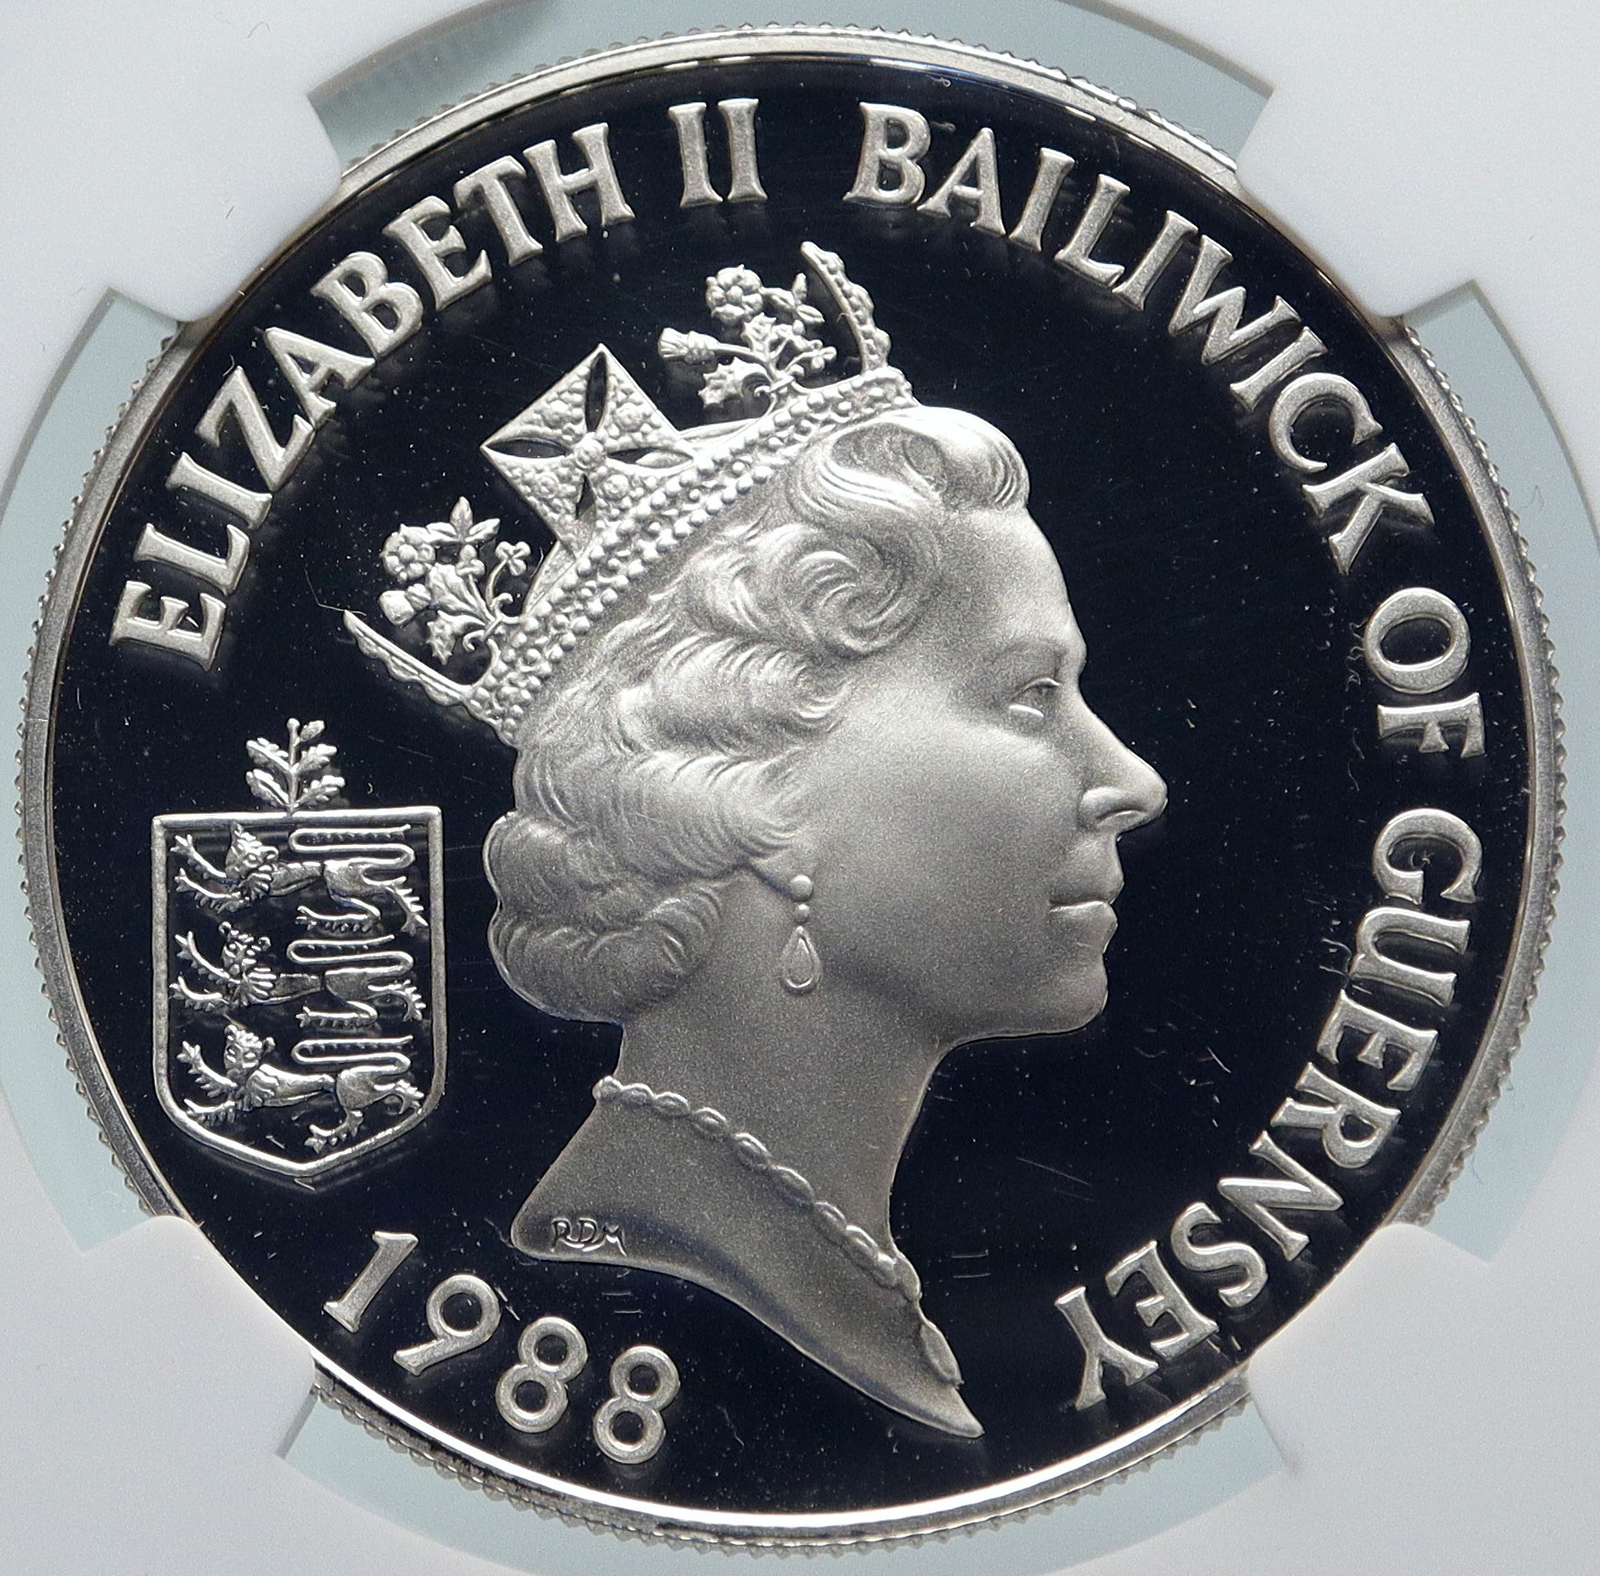 ELIZABETH II BAILIWICK OF GUERNSEY
RDM
1988